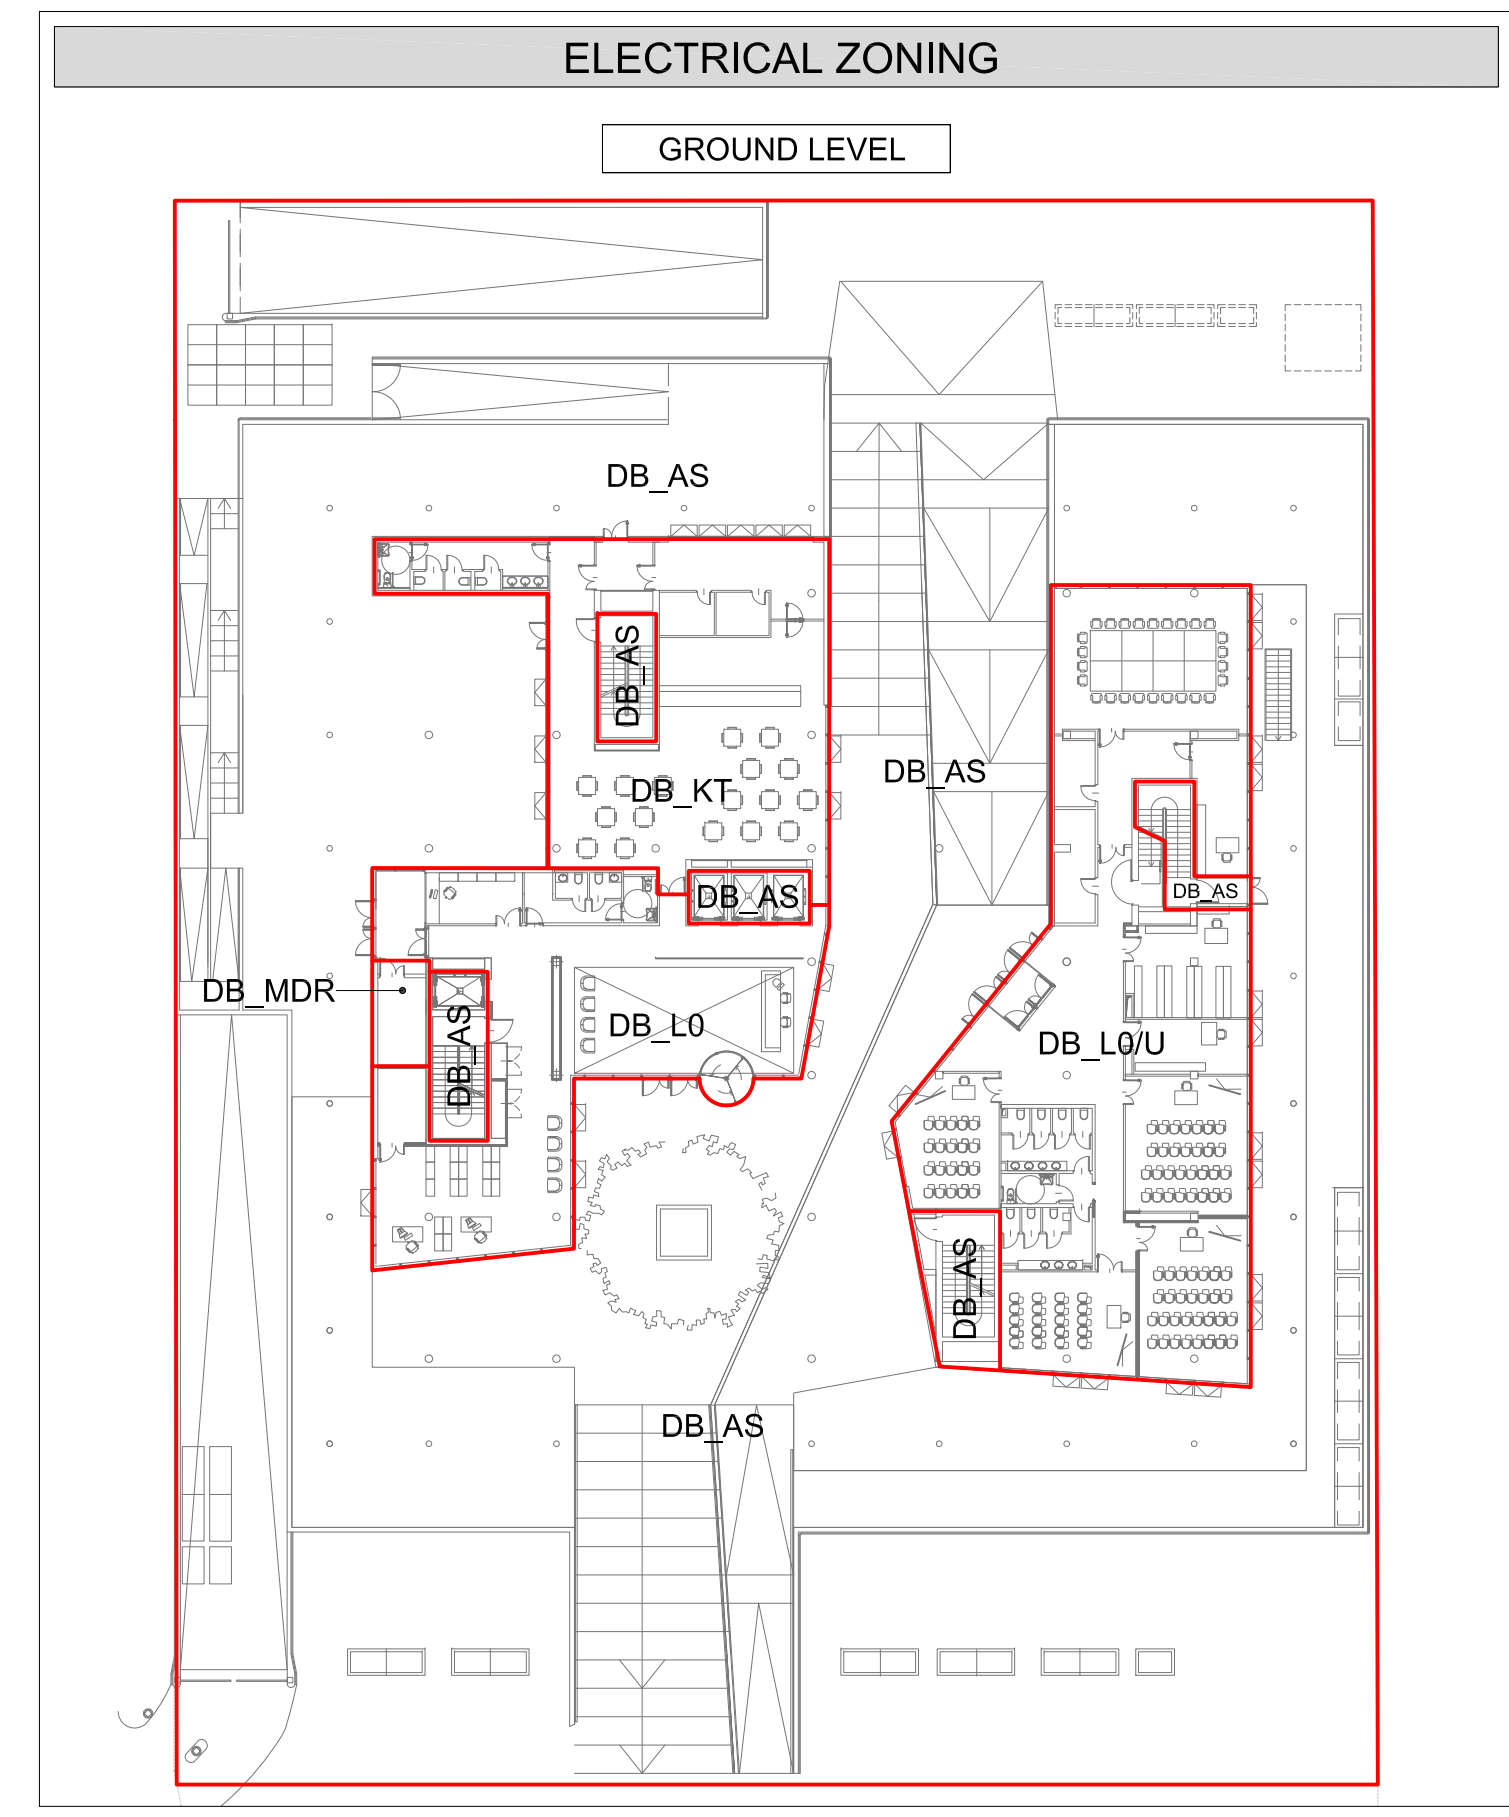 ELECTRICAL ZONING
GROUND LEVEL
DB_AS
DB_AS
DB_AS
DB_KT
DB_AS
DB_AS
DB_MDR
DB_L0
DB_L0/U
DB_AS
DB_AS
DB_AS